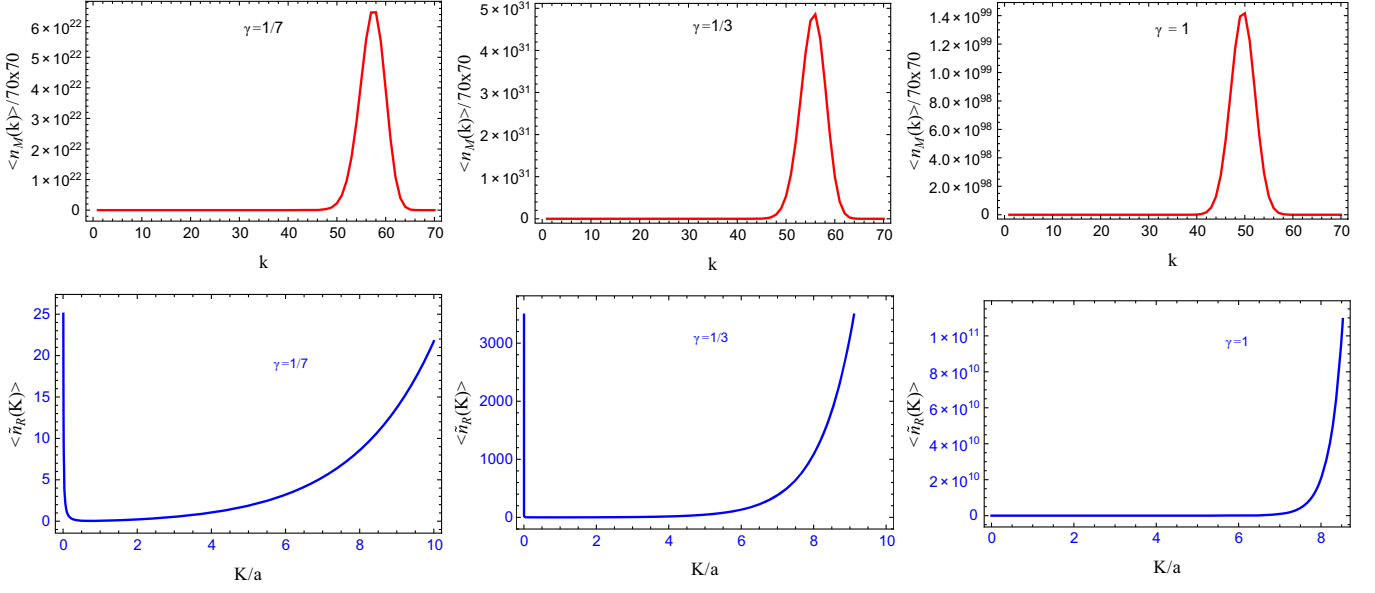 <n_M(k)>/70x70
6×10²²
5×10²²
4×10²²
3×10²²
2×10²²
1×10²²
0
γ=1/7
0 10 20 30 40 50 60 70
k
<n_M(k)>/70x70
5×10³¹
4×10³¹
3×10³¹
2×10³¹
1×10³¹
0
γ=1/3
0 10 20 30 40 50 60 70
k
<n_M(k)>/70x70
1.4×10⁹⁹
1.2×10⁹⁹
1.0×10⁹⁹
8.0×10⁹⁸
6.0×10⁹⁸
4.0×10⁹⁸
2.0×10⁹⁸
0
γ = 1
0 10 20 30 40 50 60 70
k
<ñ_R(K)>
25
20
15
10
5
0
γ=1/7
0 2 4 6 8 10
K/a
<ñ_R(K)>
3000
2000
1000
0
γ=1/3
0 2 4 6 8 10
K/a
<ñ_R(K)>
1×10¹¹
8×10¹⁰
6×10¹⁰
4×10¹⁰
2×10¹⁰
0
γ=1
0 2 4 6 8
K/a